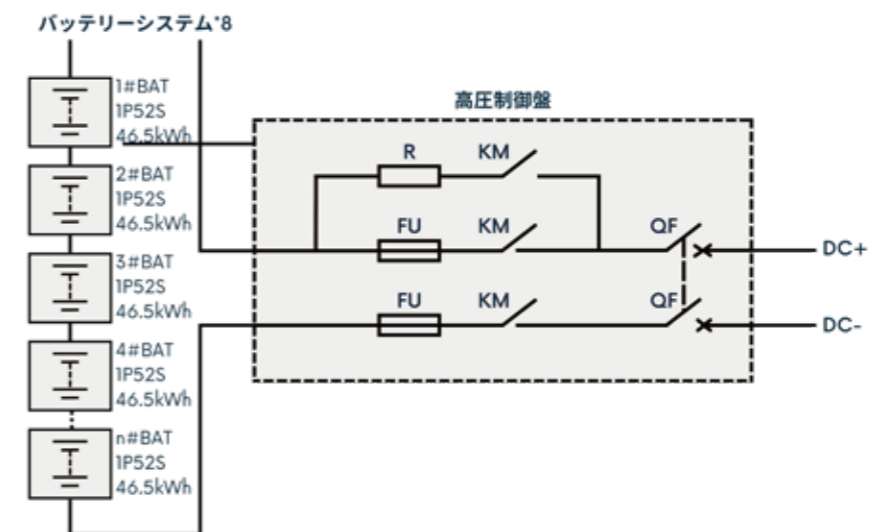 バッテリーシステム*8
1#BAT
1P52S
46.5kWh
2#BAT
1P52S
46.5kWh
3#BAT
1P52S
46.5kWh
4#BAT
1P52S
46.5kWh
n#BAT
1P52S
46.5kWh
高圧制御盤
R KM
FU KM QF
DC+
FU KM QF
DC-